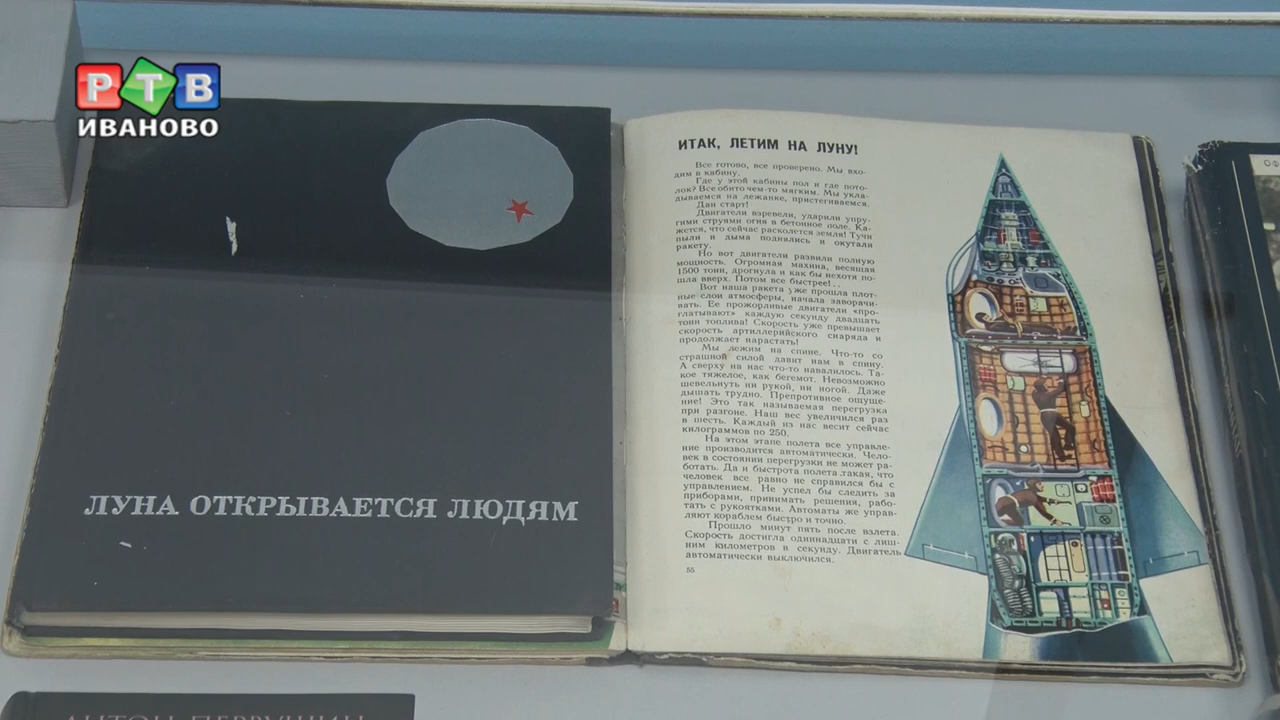 РТВ
ИВАНОВО
ЛУНА ОТКРЫВАЕТСЯ ЛЮДЯМ
ИТАК, ЛЕТИМ НА ЛУНУ!
Все готово, все проверено. Мы вхо-
дим в кабину.
Где у этой кабины пол и где пото-
лок? Все обито чем-то мягким. Мы укла-
дываемся на лежанке, пристегиваемся.
Дан старт!
Двигатели взревели, ударили упру-
гими струями огня в бетонное поле. Ка-
жется, что сейчас расколется земля! Тучи
пыли и дыма поднялись и окутали
ракету.
Но вот двигатели развили полную
мощность. Огромная махина, весящая
1500 тонн, дрогнула и как бы нехотя по-
шла вверх. Потом все быстрее!..
Вот наша ракета уже прошла плот-
ные слои атмосферы, начала заворачи-
вать. Ее прожорливые двигатели «про-
глатывают» каждую секунду двадцать
тонн топлива! Скорость уже превышает
скорость артиллерийского снаряда и
продолжает нарастать!
Мы лежим на спине. Что-то со
страшной силой давит нам в спину.
А сверху на нас что-то навалилось. Та-
кое тяжелое, как бегемот. Невозможно
шевельнуть ни рукой, ни ногой. Даже
дышать трудно. Препротивное ощуще-
ние! Это так называемая перегрузка
при разгоне. Наш вес увеличился раз
в шесть. Каждый из нас весит сейчас
килограммов по 250.
На этом этапе полета все управле-
ние производится автоматически. Чело-
век в состоянии перегрузки не может ра-
ботать. Да и быстрота полета такая, что
человек все равно не справился бы с
управлением. Не успел бы следить за
приборами, принимать решения, рабо-
тать с рукоятками. Автоматы же управ-
ляют кораблем быстро и точно.
Прошло минут пять после взлета.
Скорость достигла одиннадцати с лиш-
ним километров в секунду. Двигатель
автоматически выключился.
55
АНТОН ПЕРВУШИН